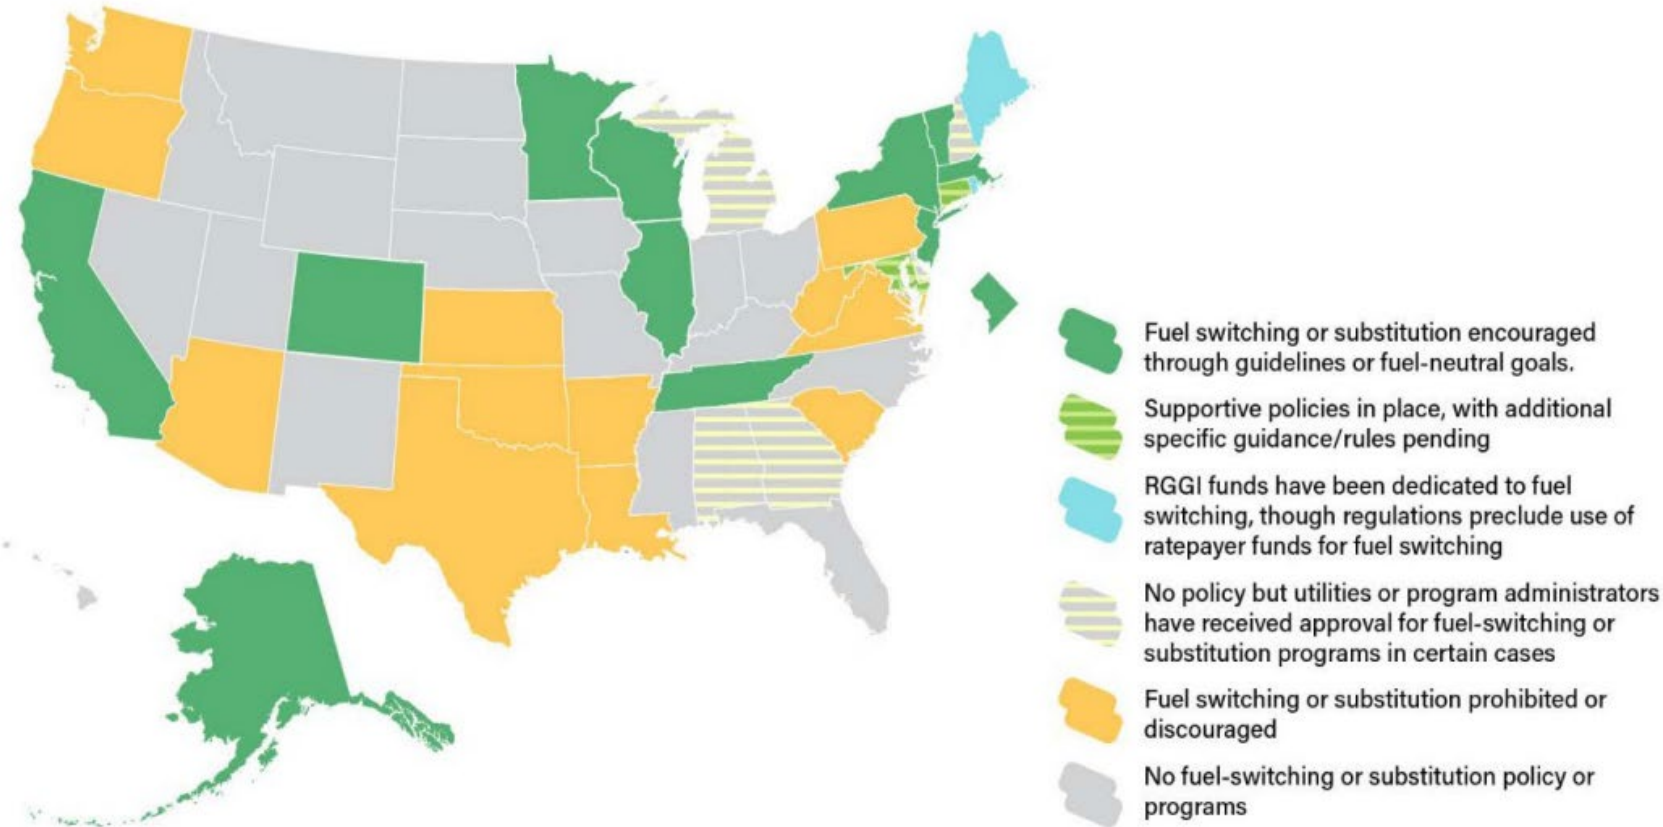 Fuel switching or substitution encouraged
through guidelines or fuel-neutral goals.
Supportive policies in place, with additional
specific guidance/rules pending
RGGI funds have been dedicated to fuel
switching, though regulations preclude use of
ratepayer funds for fuel switching
No policy but utilities or program administrators
have received approval for fuel-switching or
substitution programs in certain cases
Fuel switching or substitution prohibited or
discouraged
No fuel-switching or substitution policy or
programs